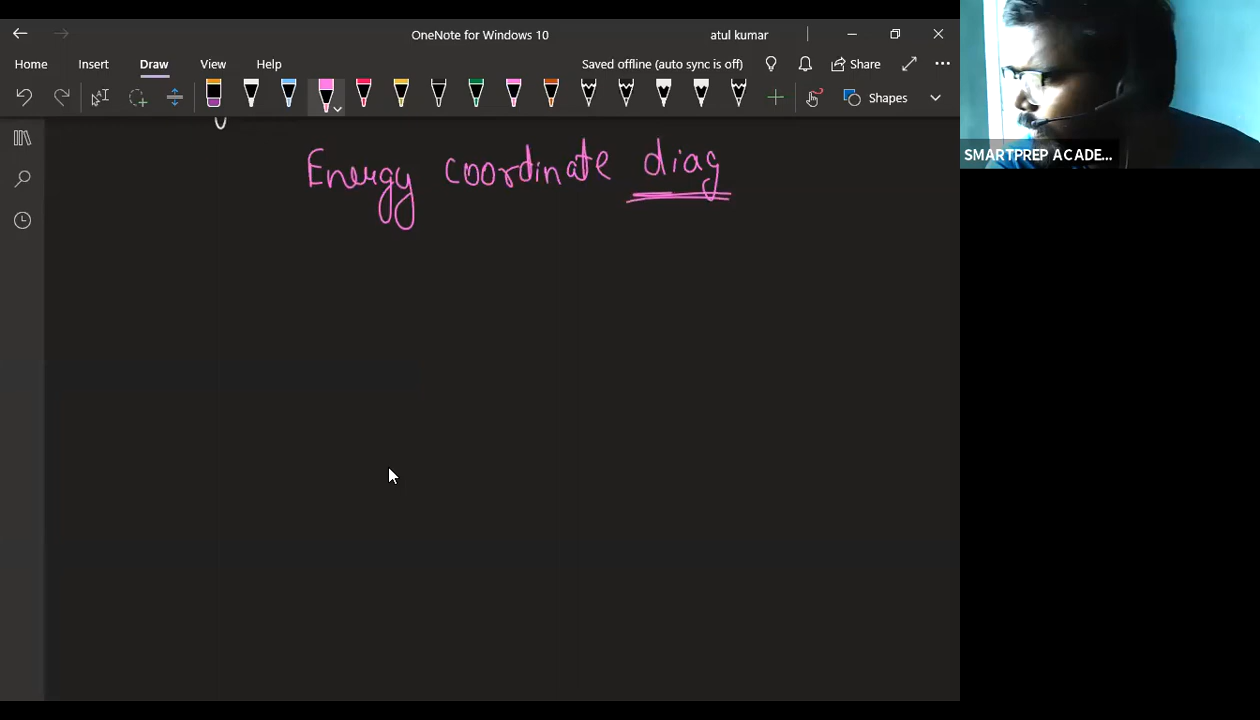 OneNote for Windows 10
atul kumar
Home Insert Draw View Help
Saved offline (auto sync is off)
Share
Shapes
Energy coordinate diag
SMARTPREP ACADE...